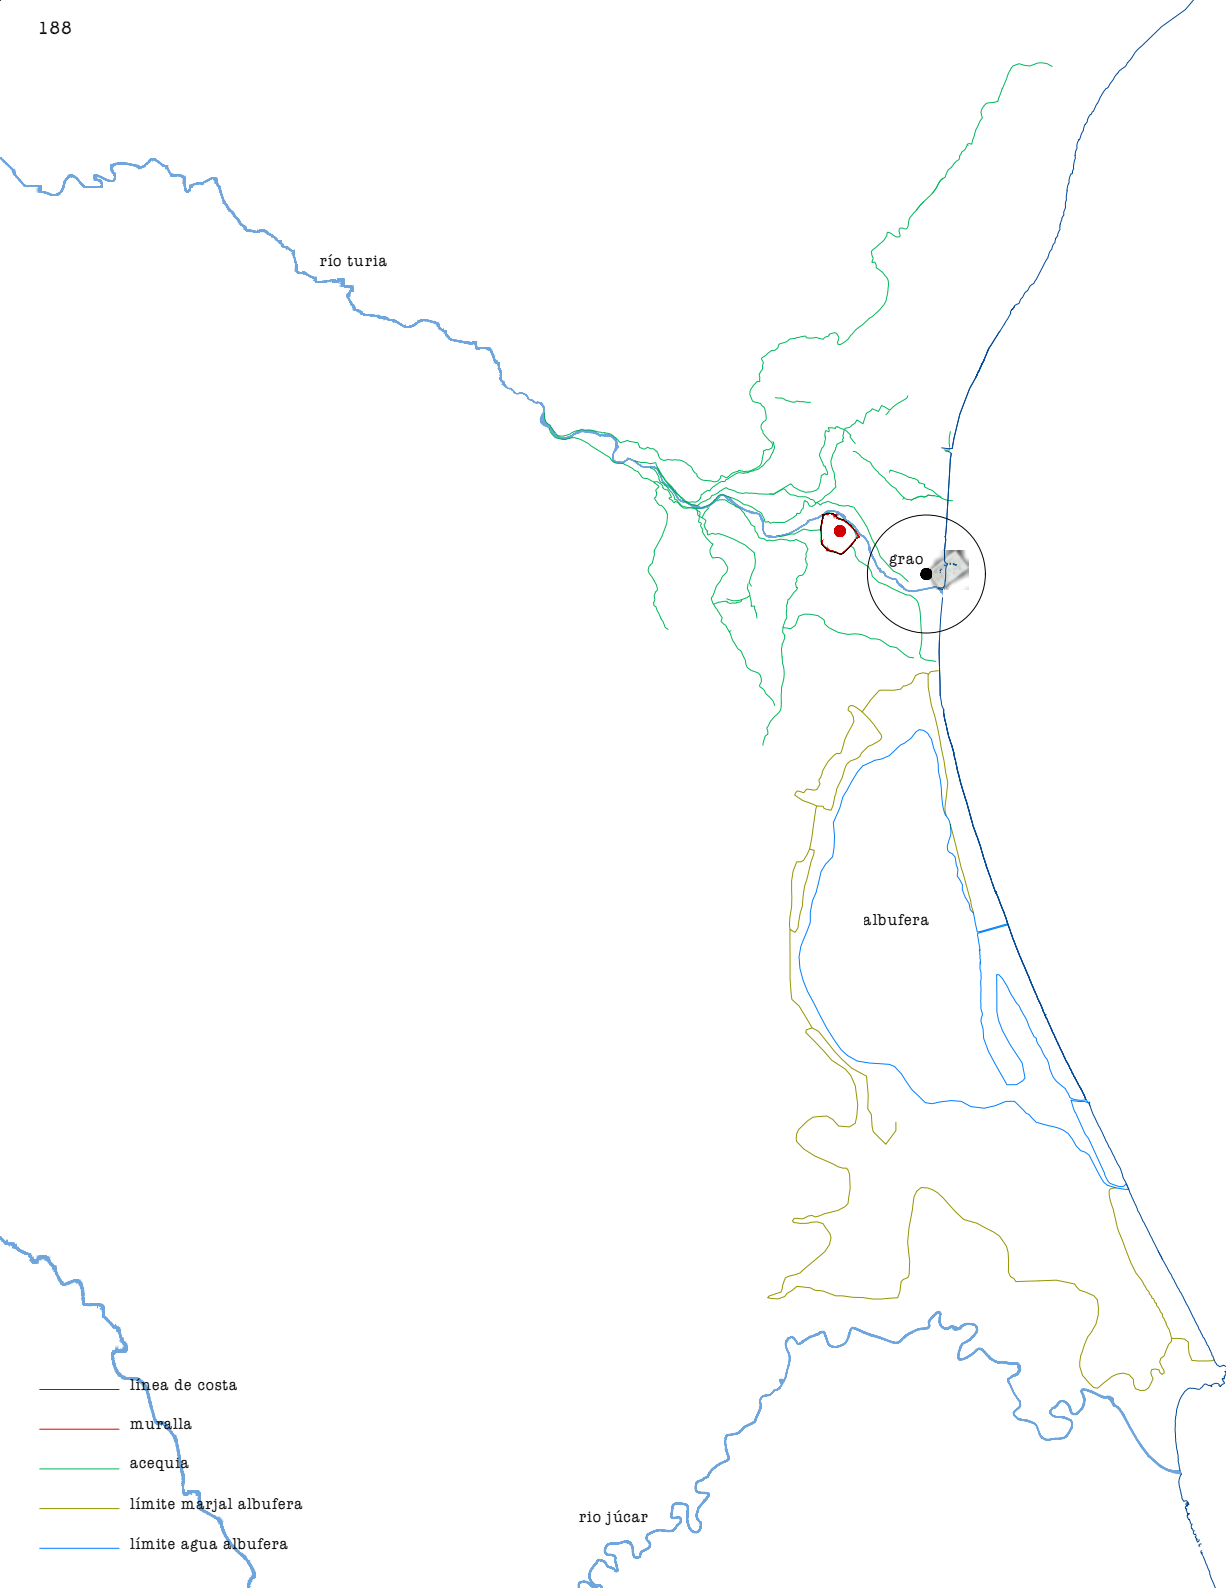 188
río turia
grao
albufera
línea de costa
muralla
acequia
límite marjal albufera
rio júcar
límite agua albufera